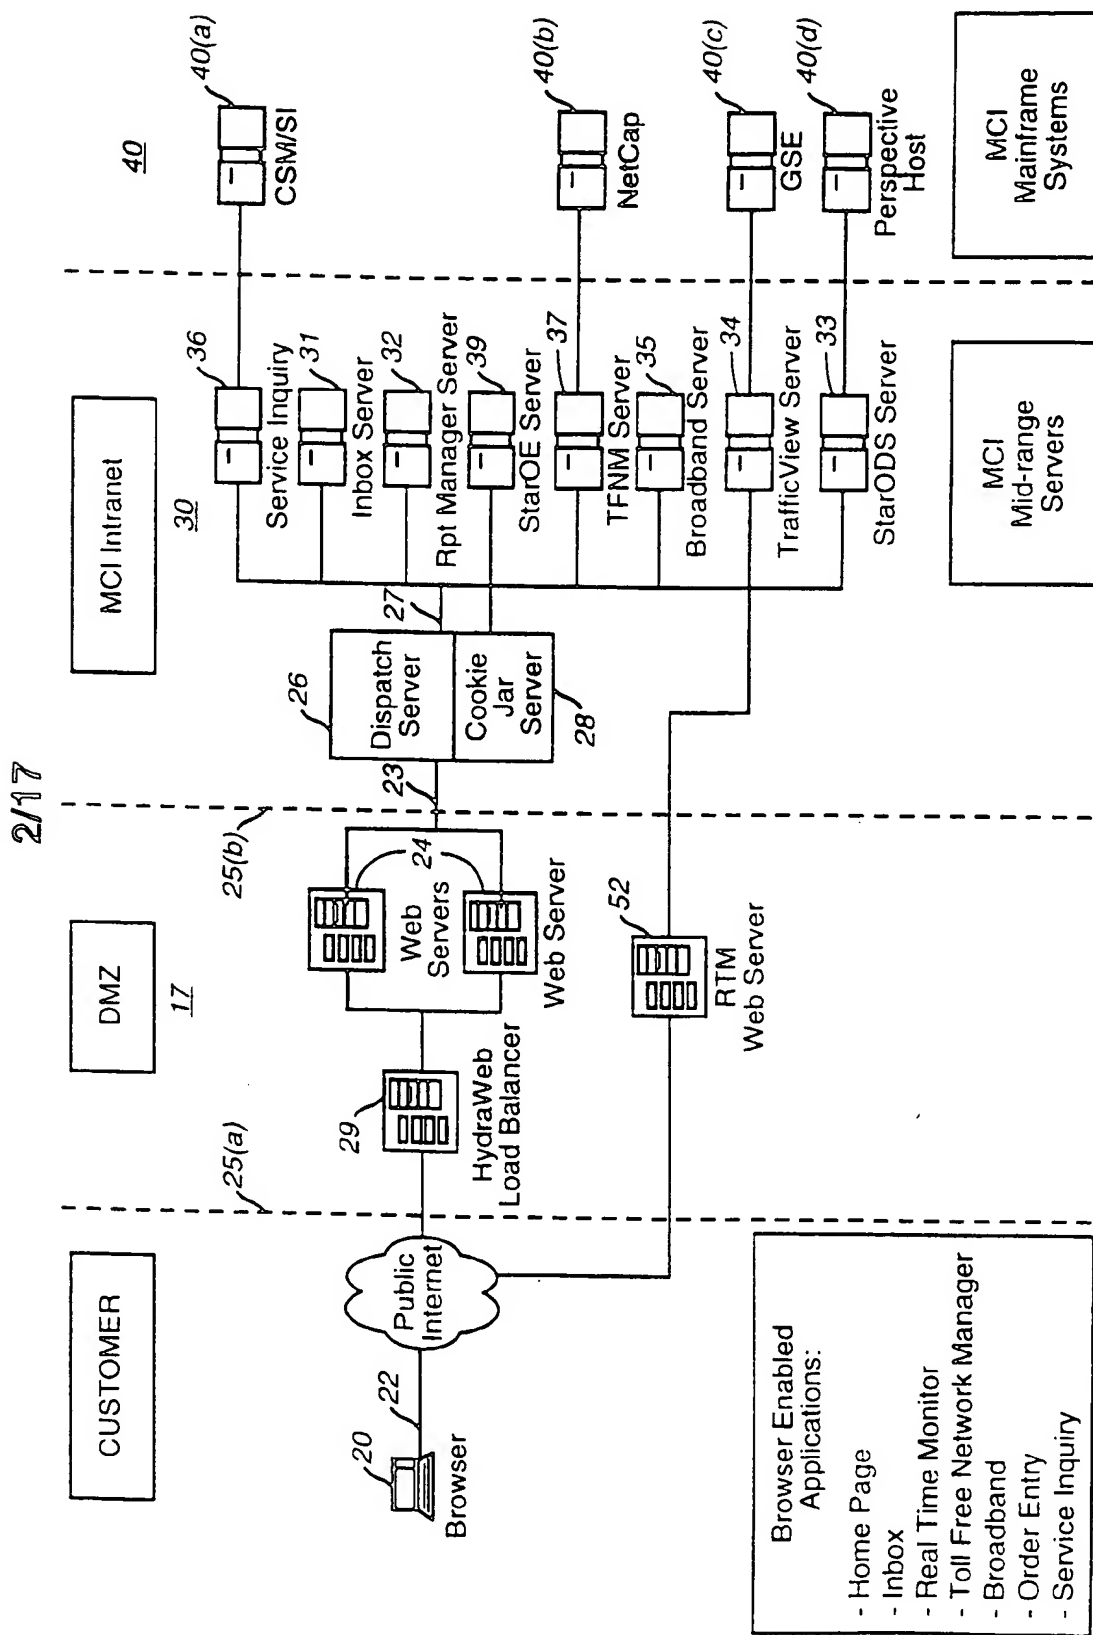 2/17
CUSTOMER
DMZ
17
MCI Intranet
30
40
25(a)
25(b)
20
Browser
22
Public
Internet
29
HydraWeb
Load Balancer
24
Web
Servers
Web Server
52
RTM
Web Server
23
26
Dispatch
Server
Cookie
Jar
Server
28
27
36
Service Inquiry
31
Inbox Server
32
Rpt Manager Server
39
StarOE Server
37
TFNM Server
35
Broadband Server
34
TrafficView Server
33
StarODS Server
40(a)
CSM/SI
40(b)
NetCap
40(c)
GSE
40(d)
Perspective
Host
Browser Enabled
Applications:
- Home Page
- Inbox
- Real Time Monitor
- Toll Free Network Manager
- Broadband
- Order Entry
- Service Inquiry
MCI
Mid-range
Servers
MCI
Mainframe
Systems